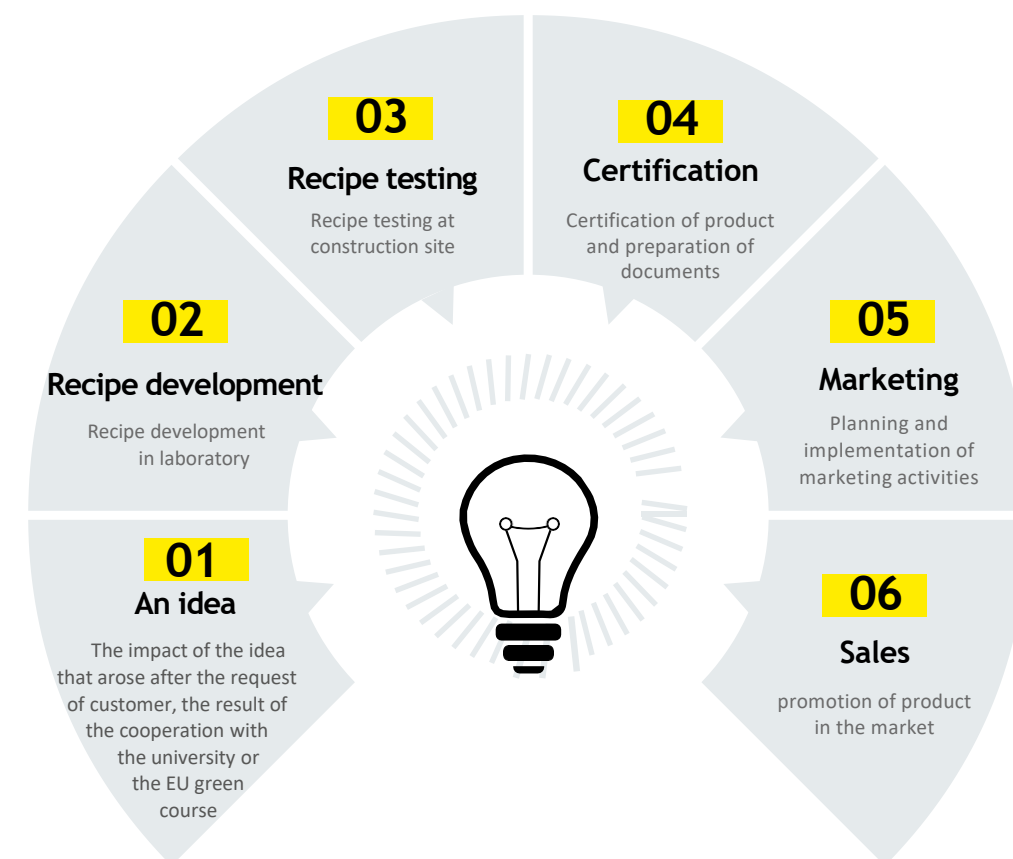 01
An idea
The impact of the idea
that arose after the request
of customer, the result of
the cooperation with
the university or
the EU green
course
02
Recipe development
Recipe development
in laboratory
03
Recipe testing
Recipe testing at
construction site
04
Certification
Certification of product
and preparation of
documents
05
Marketing
Planning and
implementation of
marketing activities
06
Sales
promotion of product
in the market